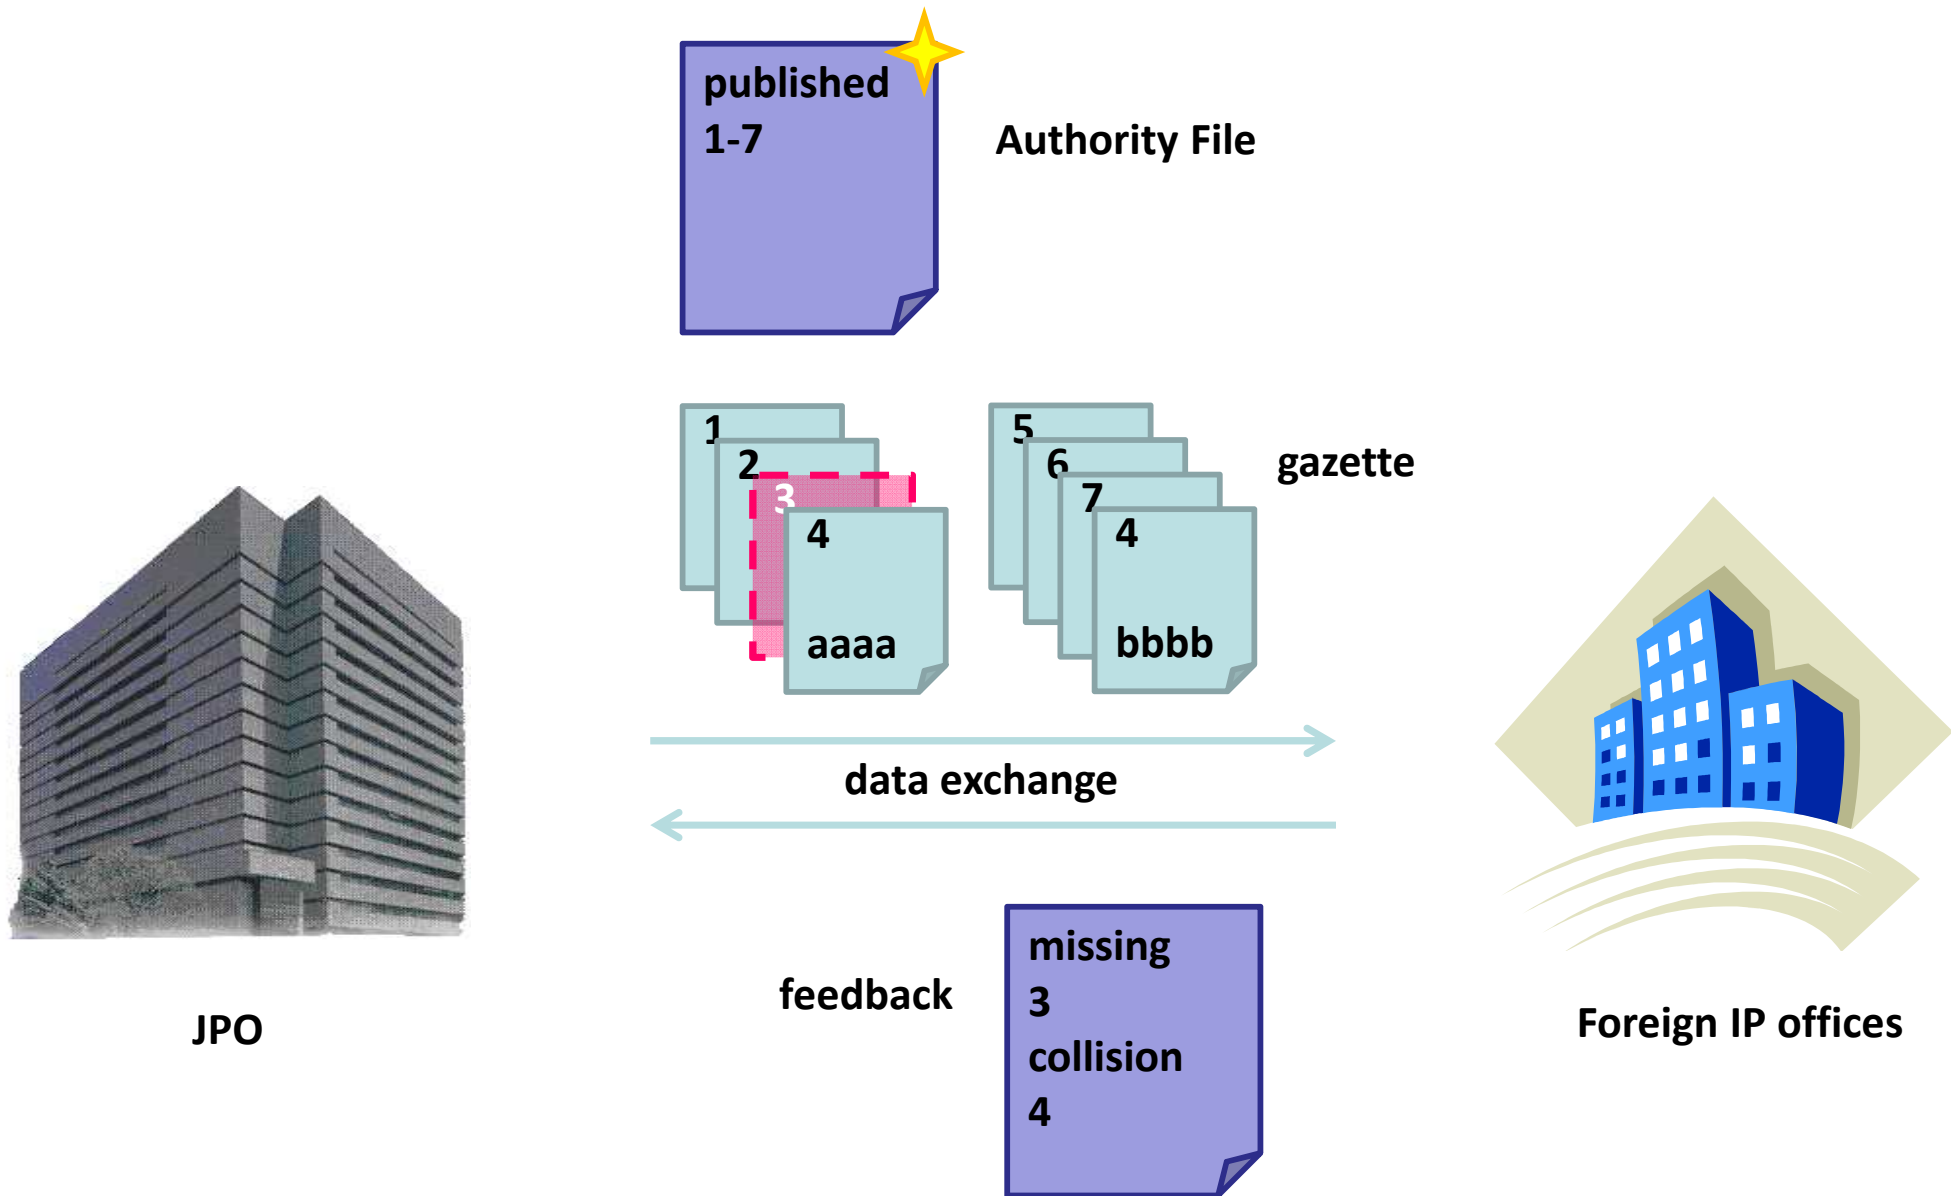 published
1-7
Authority File
1
2
3
4
aaaa
5
6
7
4
bbbb
gazette
data exchange
feedback
missing
3
collision
4
JPO
Foreign IP offices